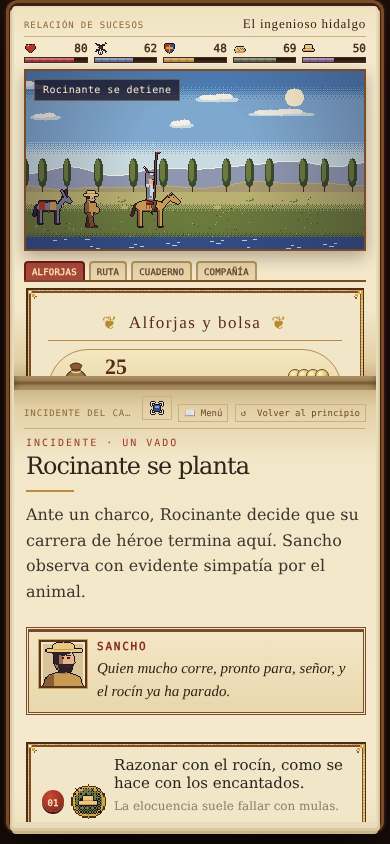 RELACIÓN DE SUCESOS
El ingenioso hidalgo
80 62 48 69 50
Rocinante se detiene
ALFORJAS RUTA CUADERNO COMPAÑÍA
Alforjas y bolsa
25
INCIDENTE DEL CA…
Menú
↺ Volver al principio
INCIDENTE · UN VADO
Rocinante se planta
Ante un charco, Rocinante decide que su
carrera de héroe termina aquí. Sancho
observa con evidente simpatía por el
animal.
SANCHO
Quien mucho corre, pronto para, señor, y
el rocín ya ha parado.
01
Razonar con el rocín, como se
hace con los encantados.
La elocuencia suele fallar con mulas.